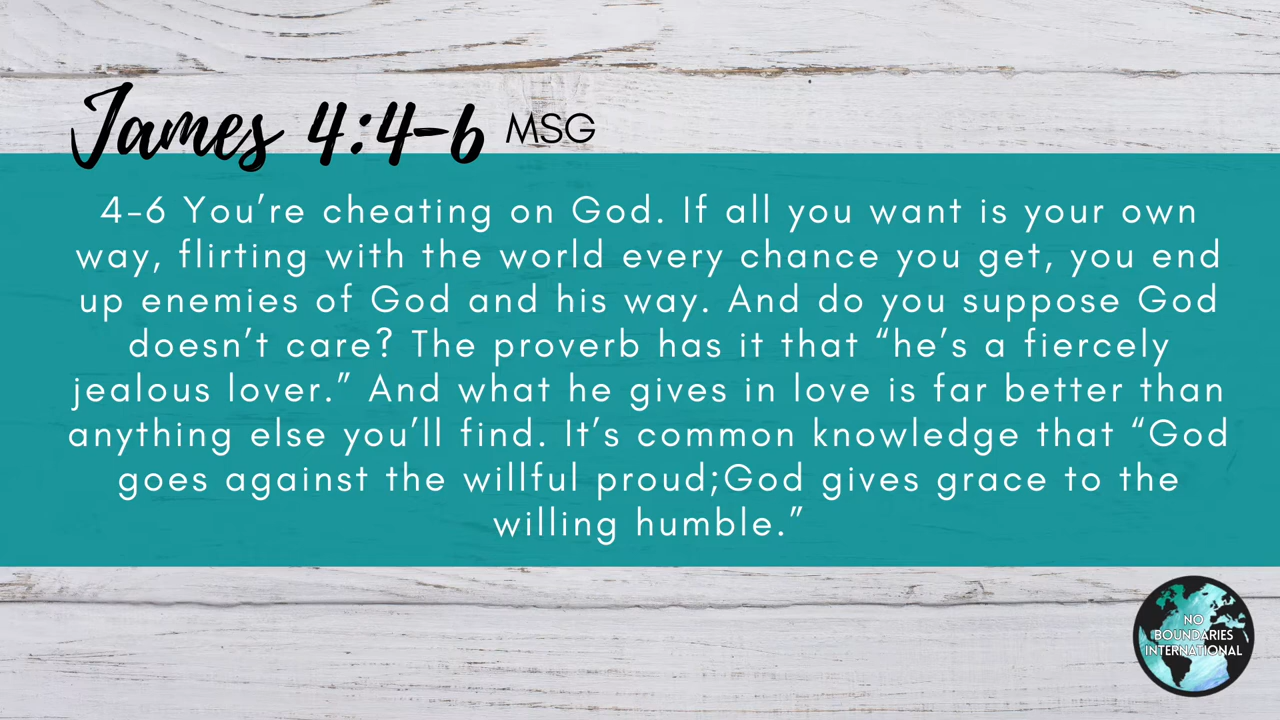 James 4:4-6 MSG
4-6 You’re cheating on God. If all you want is your own
way, flirting with the world every chance you get, you end
up enemies of God and his way. And do you suppose God
doesn’t care? The proverb has it that “he’s a fiercely
jealous lover.” And what he gives in love is far better than
anything else you’ll find. It’s common knowledge that “God
goes against the willful proud;God gives grace to the
willing humble.”
NO
BOUNDARIES
INTERNATIONAL